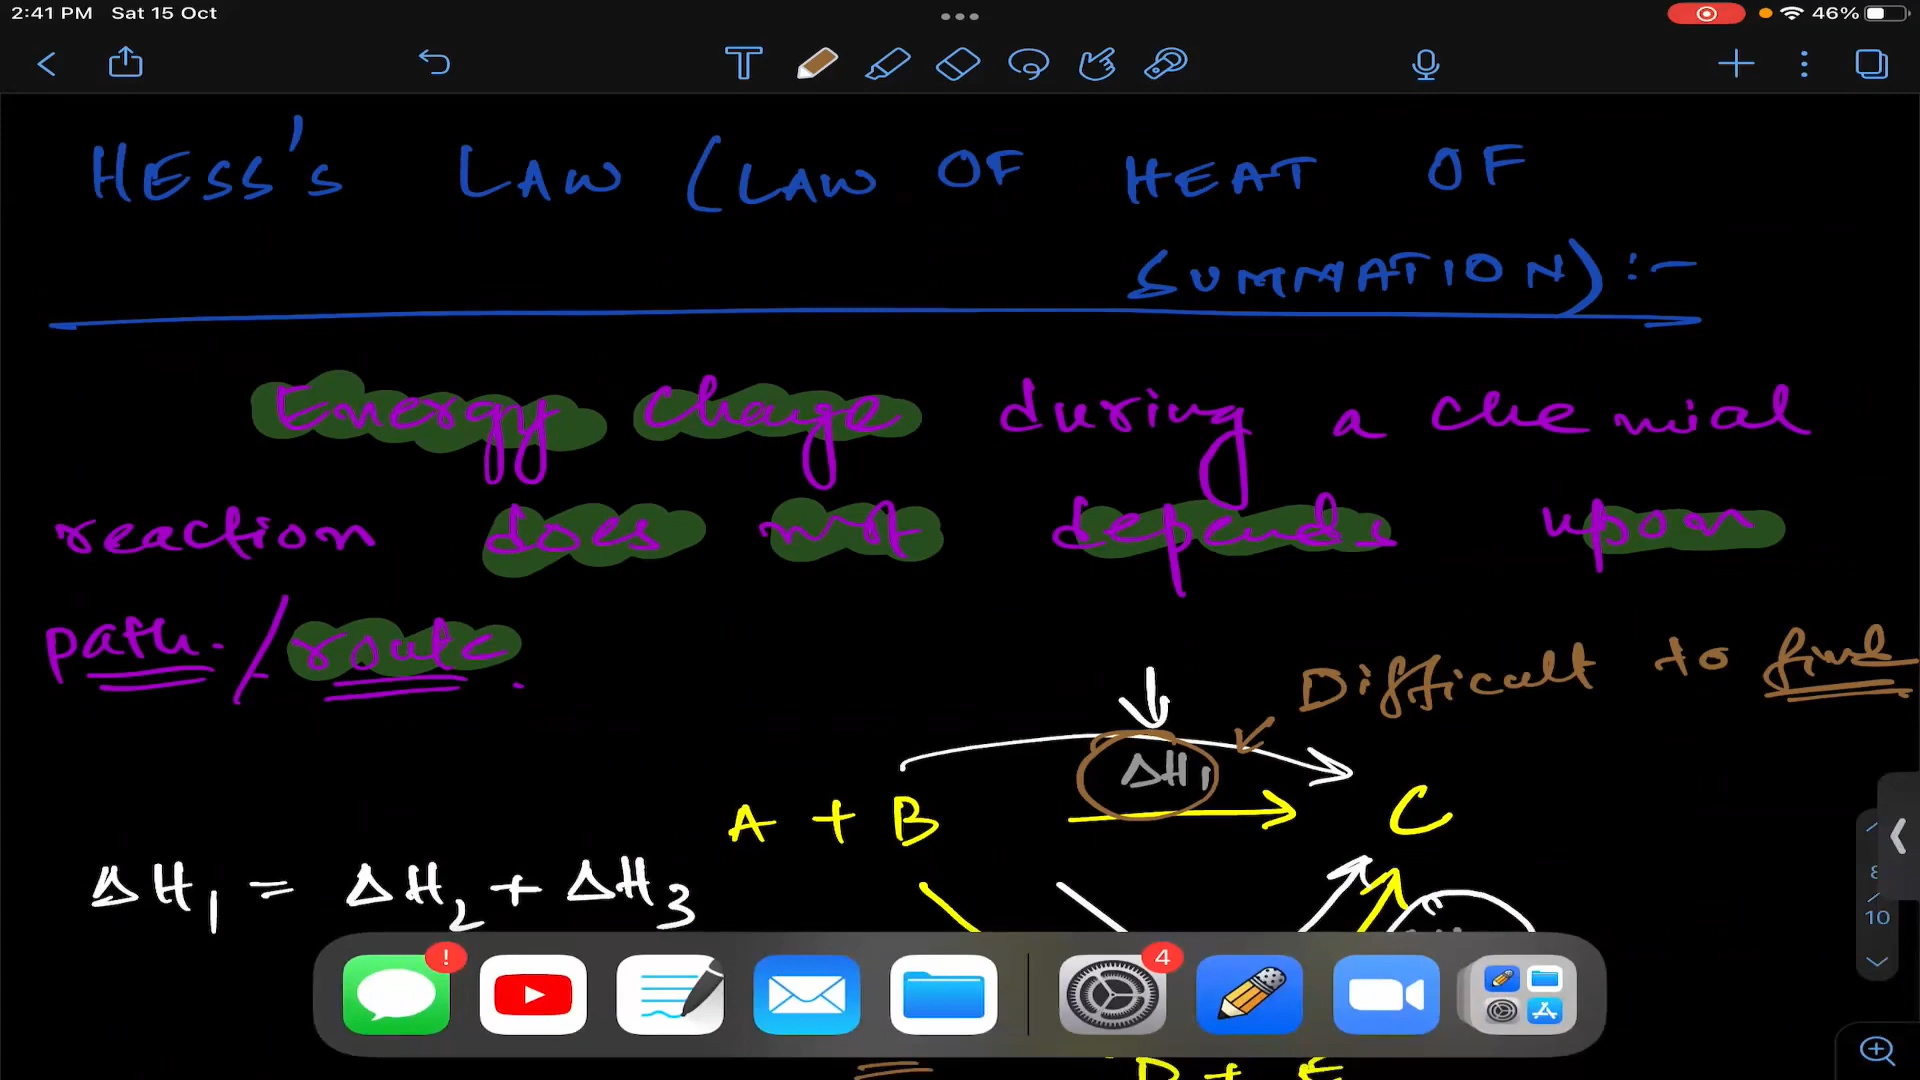 2:41 PM Sat 15 Oct
46%
T
HESS'S LAW (LAW OF HEAT OF
SUMMATION) :-
Energy change during a chemial
reaction does not depends upon
path. / route.
Difficult to find
ΔH1
A + B C
ΔH1 = ΔH2 + ΔH3
10
!
4
D + E